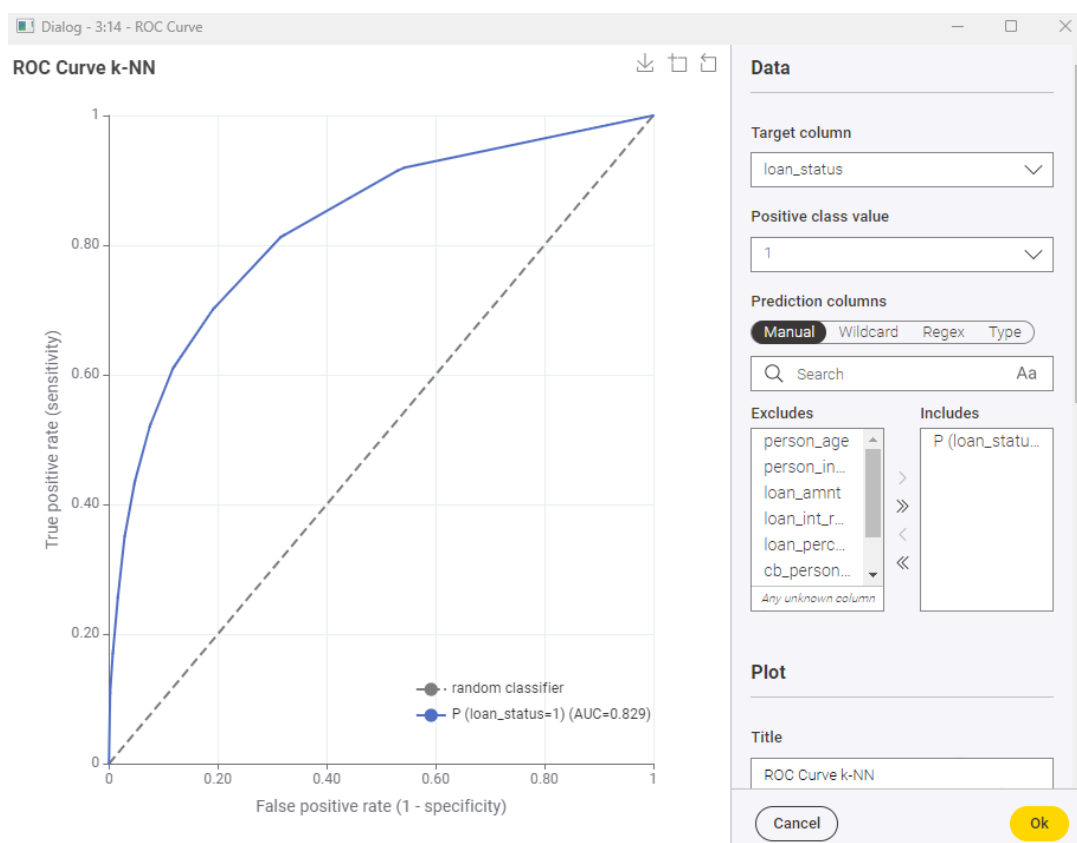 Dialog - 3:14 - ROC Curve
ROC Curve k-NN
1
0.80
0.60
0.40
0.20
0
True positive rate (sensitivity)
0
0.20
0.40
0.60
0.80
1
False positive rate (1 - specificity)
random classifier
P (loan_status=1) (AUC=0.829)
Data
Target column
loan_status
Positive class value
1
Prediction columns
Manual Wildcard Regex Type
Search Aa
Excludes
person_age
person_in...
loan_amnt
loan_int_r...
loan_perc...
cb_person...
Any unknown column
Includes
P (loan_statu...
Plot
Title
ROC Curve k-NN
Cancel Ok